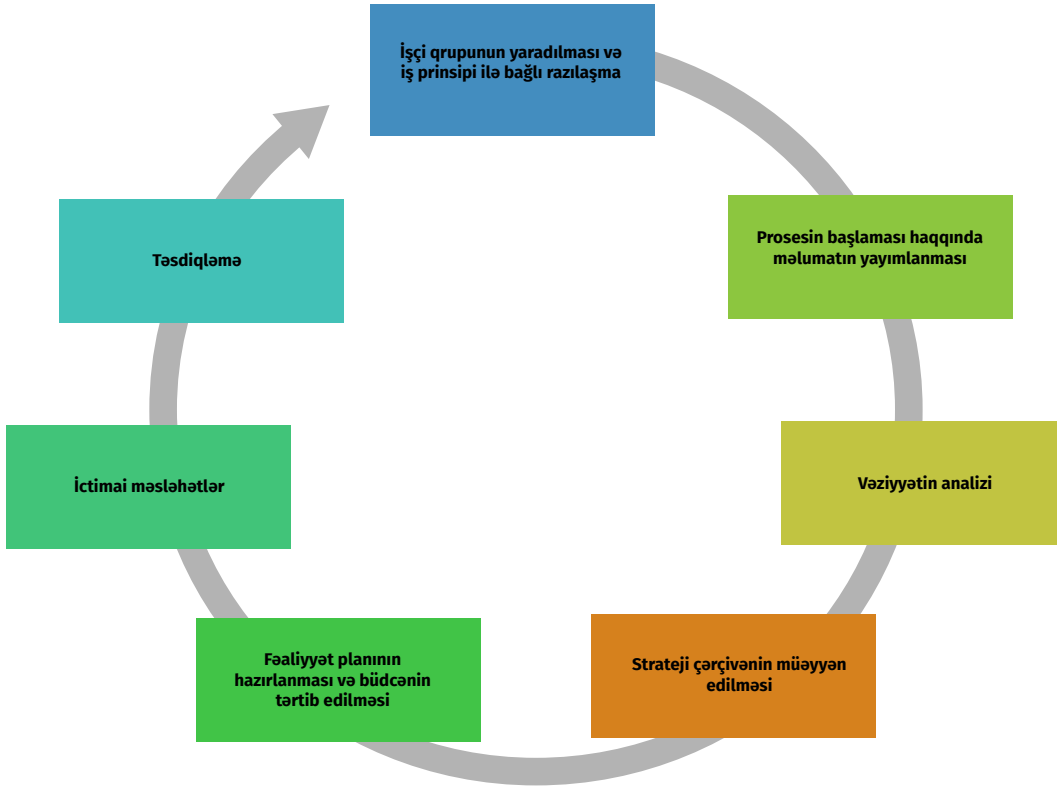 İşçi qrupunun yaradılması və
iş prinsipi ilə bağlı razılaşma
Prosesin başlaması haqqında
məlumatın yayımlanması
Vəziyyətin analizi
Strateji çərçivənin müəyyən
edilməsi
Fəaliyyət planının
hazırlanması və büdcənin
tərtib edilməsi
İctimai məsləhətlər
Təsdiqləmə